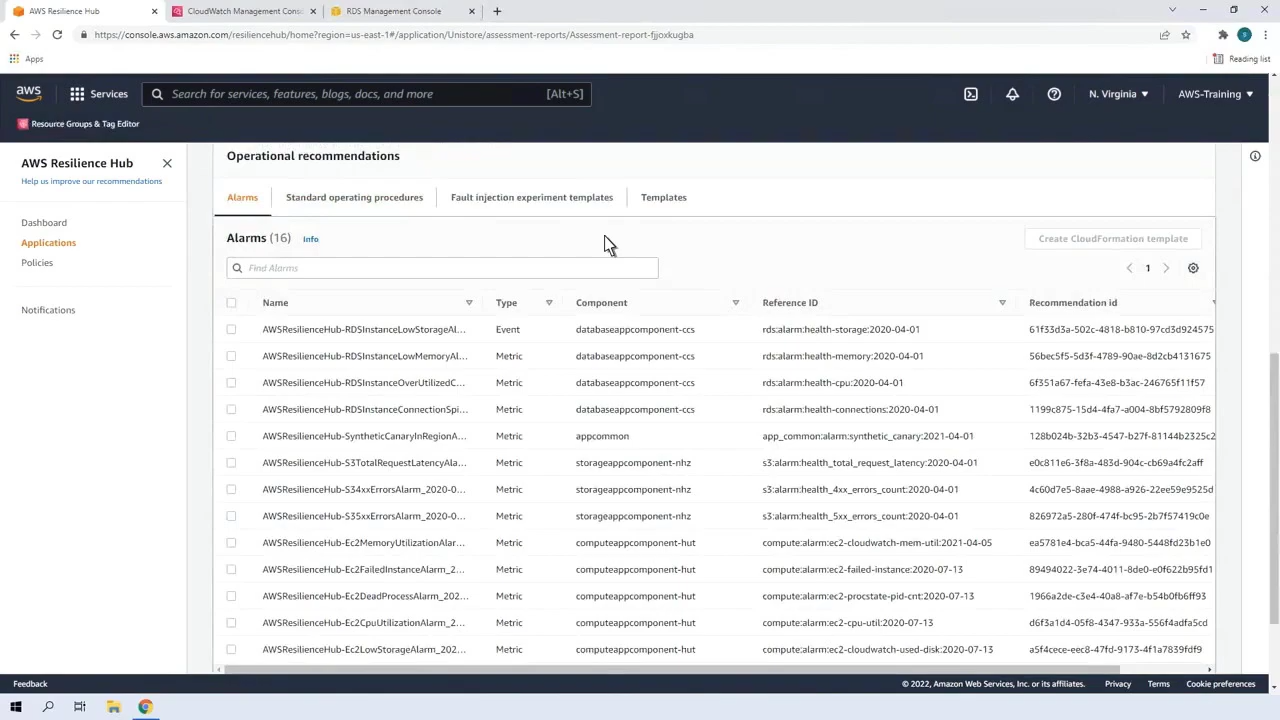 AWS Resilience Hub
CloudWatch Management Conso
RDS Management Console
https://console.aws.amazon.com/resiliencehub/home?region=us-east-1#/application/Unistore/assessment-reports/Assessment-report-fjjoxkugba
Apps
Reading list
aws
Services
Search for services, features, blogs, docs, and more
[Alt+S]
N. Virginia
AWS-Training
Resource Groups & Tag Editor
AWS Resilience Hub
Help us improve our recommendations
Dashboard
Applications
Policies
Notifications
Operational recommendations
Alarms
Standard operating procedures
Fault injection experiment templates
Templates
Alarms (16) Info
Create CloudFormation template
Find Alarms
1
Name Type Component Reference ID Recommendation id
AWSResilienceHub-RDSInstanceLowStorageAl... Event databaseappcomponent-ccs rds:alarm:health-storage:2020-04-01 61f33d3a-502c-4818-b810-97cd3d924575
AWSResilienceHub-RDSInstanceLowMemoryAl... Metric databaseappcomponent-ccs rds:alarm:health-memory:2020-04-01 56bec5f5-5d3f-4789-90ae-8d2cb4131675
AWSResilienceHub-RDSInstanceOverUtilizedC... Metric databaseappcomponent-ccs rds:alarm:health-cpu:2020-04-01 6f351a67-fefa-43e8-b3ac-246765f11f57
AWSResilienceHub-RDSInstanceConnectionSpi... Metric databaseappcomponent-ccs rds:alarm:health-connections:2020-04-01 1199c875-15d4-4fa7-a004-8bf5792809f8
AWSResilienceHub-SyntheticCanaryInRegionA... Metric appcommon app_common:alarm:synthetic_canary:2021-04-01 128b024b-32b3-4547-b27f-81144b2325c2
AWSResilienceHub-S3TotalRequestLatencyAla... Metric storageappcomponent-nhz s3:alarm:health_total_request_latency:2020-04-01 e0c811e6-3f8a-483d-904c-cb69a4fc2aff
AWSResilienceHub-S34xxErrorsAlarm_2020-0... Metric storageappcomponent-nhz s3:alarm:health_4xx_errors_count:2020-04-01 4c60d7e5-8aae-4988-a926-22ee59e9525d
AWSResilienceHub-S35xxErrorsAlarm_2020-0... Metric storageappcomponent-nhz s3:alarm:health_5xx_errors_count:2020-04-01 826972a5-280f-474f-bc95-2b7f57419c0e
AWSResilienceHub-Ec2MemoryUtilizationAlar... Metric computeappcomponent-hut compute:alarm:ec2-cloudwatch-mem-util:2021-04-05 ea5781e4-bca5-44fa-9480-5448fd23b1e0
AWSResilienceHub-Ec2FailedInstanceAlarm_2... Metric computeappcomponent-hut compute:alarm:ec2-failed-instance:2020-07-13 89494022-3e74-4011-8de0-e0f622b95fd1
AWSResilienceHub-Ec2DeadProcessAlarm_202... Metric computeappcomponent-hut compute:alarm:ec2-procstate-pid-cnt:2020-07-13 1966a2de-c3e4-40a8-af7e-b54b0fb6ff93
AWSResilienceHub-Ec2CpuUtilizationAlarm_2... Metric computeappcomponent-hut compute:alarm:ec2-cpu-util:2020-07-13 d6f3a1d4-05f8-4347-933a-556f4adfa5cd
AWSResilienceHub-Ec2LowStorageAlarm_202... Metric computeappcomponent-hut compute:alarm:ec2-cloudwatch-used-disk:2020-07-13 a5f4cece-eec8-47fd-9173-4f1a7839fdf9
Feedback
© 2022, Amazon Web Services, Inc. or its affiliates.
Privacy
Terms
Cookie preferences